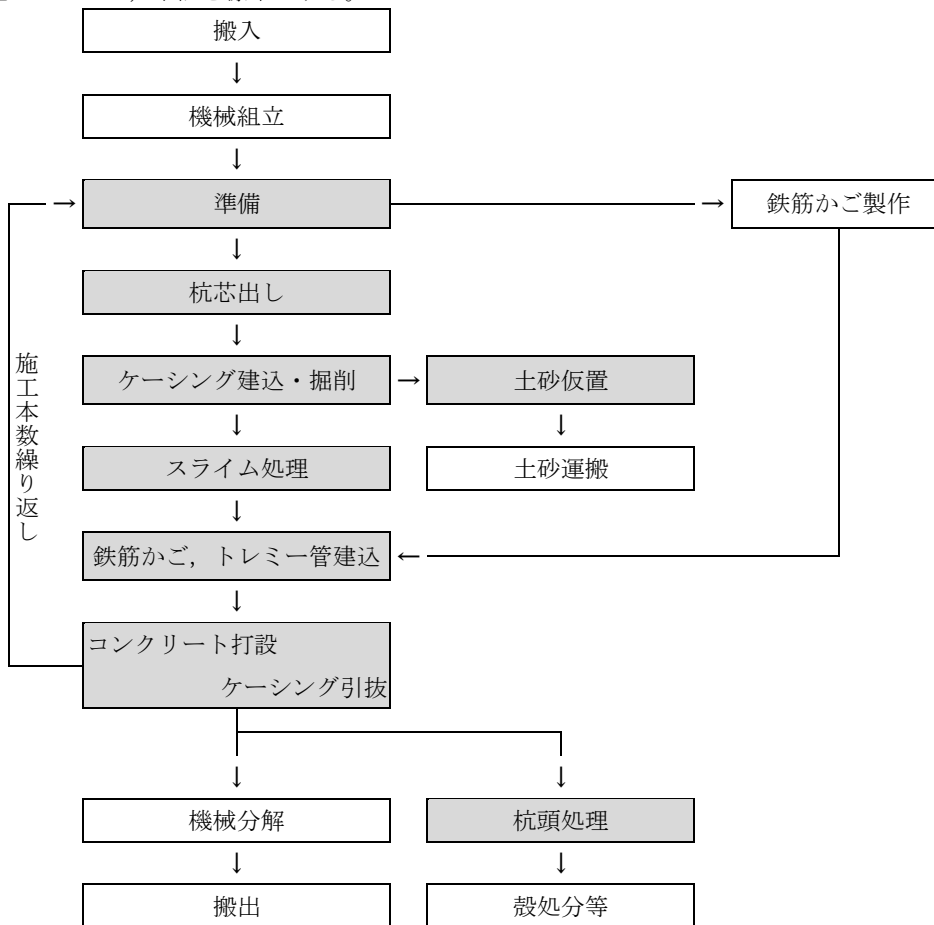 搬入
↓
機械組立
↓
→ 準備 → 鉄筋かご製作
↓
杭芯出し
↓
ケーシング建込・掘削 → 土砂仮置
↓ ↓
スライム処理 土砂運搬
施工本数繰り返し
↓
鉄筋かご，トレミー管建込 ←
↓
コンクリート打設
ケーシング引抜
↓ ↓
機械分解 杭頭処理
↓ ↓
搬出 殻処分等